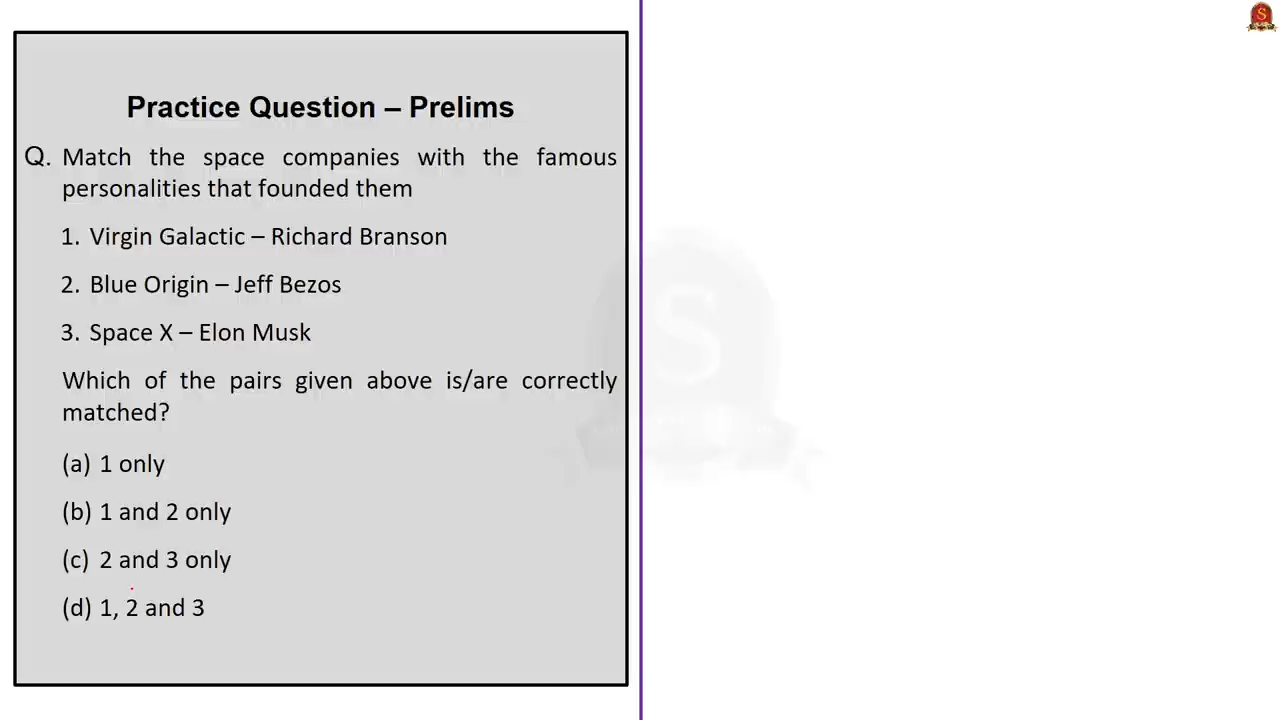 Practice Question – Prelims
Q. Match the space companies with the famous
personalities that founded them
1. Virgin Galactic – Richard Branson
2. Blue Origin – Jeff Bezos
3. Space X – Elon Musk
Which of the pairs given above is/are correctly
matched?
(a) 1 only
(b) 1 and 2 only
(c) 2 and 3 only
(d) 1, 2 and 3
S
S